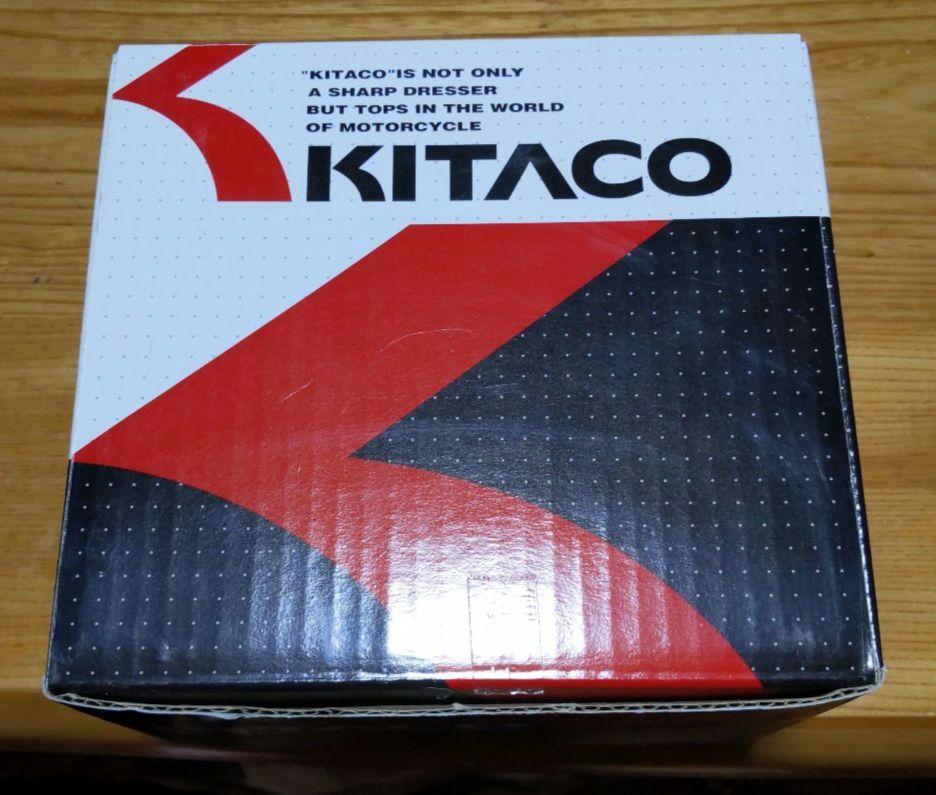 "KITACO"IS NOT ONLY
A SHARP DRESSER
BUT TOPS IN THE WORLD
OF MOTORCYCLE
KITACO